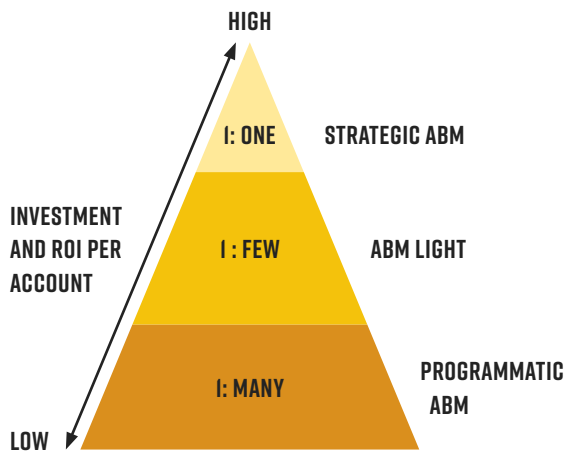 HIGH
1: ONE
STRATEGIC ABM
INVESTMENT
AND ROI PER
ACCOUNT
1 : FEW
ABM LIGHT
1: MANY
PROGRAMMATIC
ABM
LOW